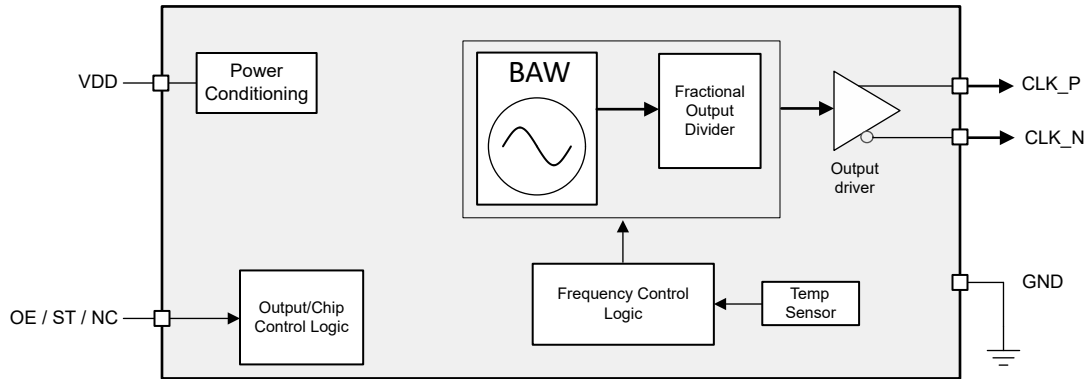 VDD
Power
Conditioning
BAW
Fractional
Output
Divider
CLK_P
CLK_N
Output
driver
OE / ST / NC
Output/Chip
Control Logic
Frequency Control
Logic
Temp
Sensor
GND